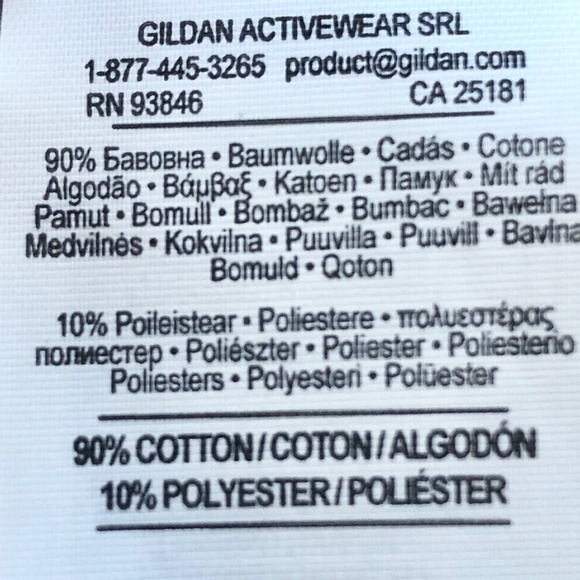 GILDAN ACTIVEWEAR SRL
1-877-445-3265 product@gildan.com
RN 93846 CA 25181
90% Бавовна • Baumwolle • Cadás • Cotone
Algodão • Βάμβαξ • Katoen • Памук • Mít rád
Pamut • Bomull • Bombaž • Bumbac • Bawełna
Medvilnės • Kokvilna • Puuvilla • Puuvill • Bavlna
Bomuld • Qoton
10% Poileistear • Poliestere • πολυεστέρας
полиестер • Poliészter • Poliester • Poliesterio
Poliesters • Polyesteri • Polüester
90% COTTON/COTON/ALGODÓN
10% POLYESTER/POLIÉSTER